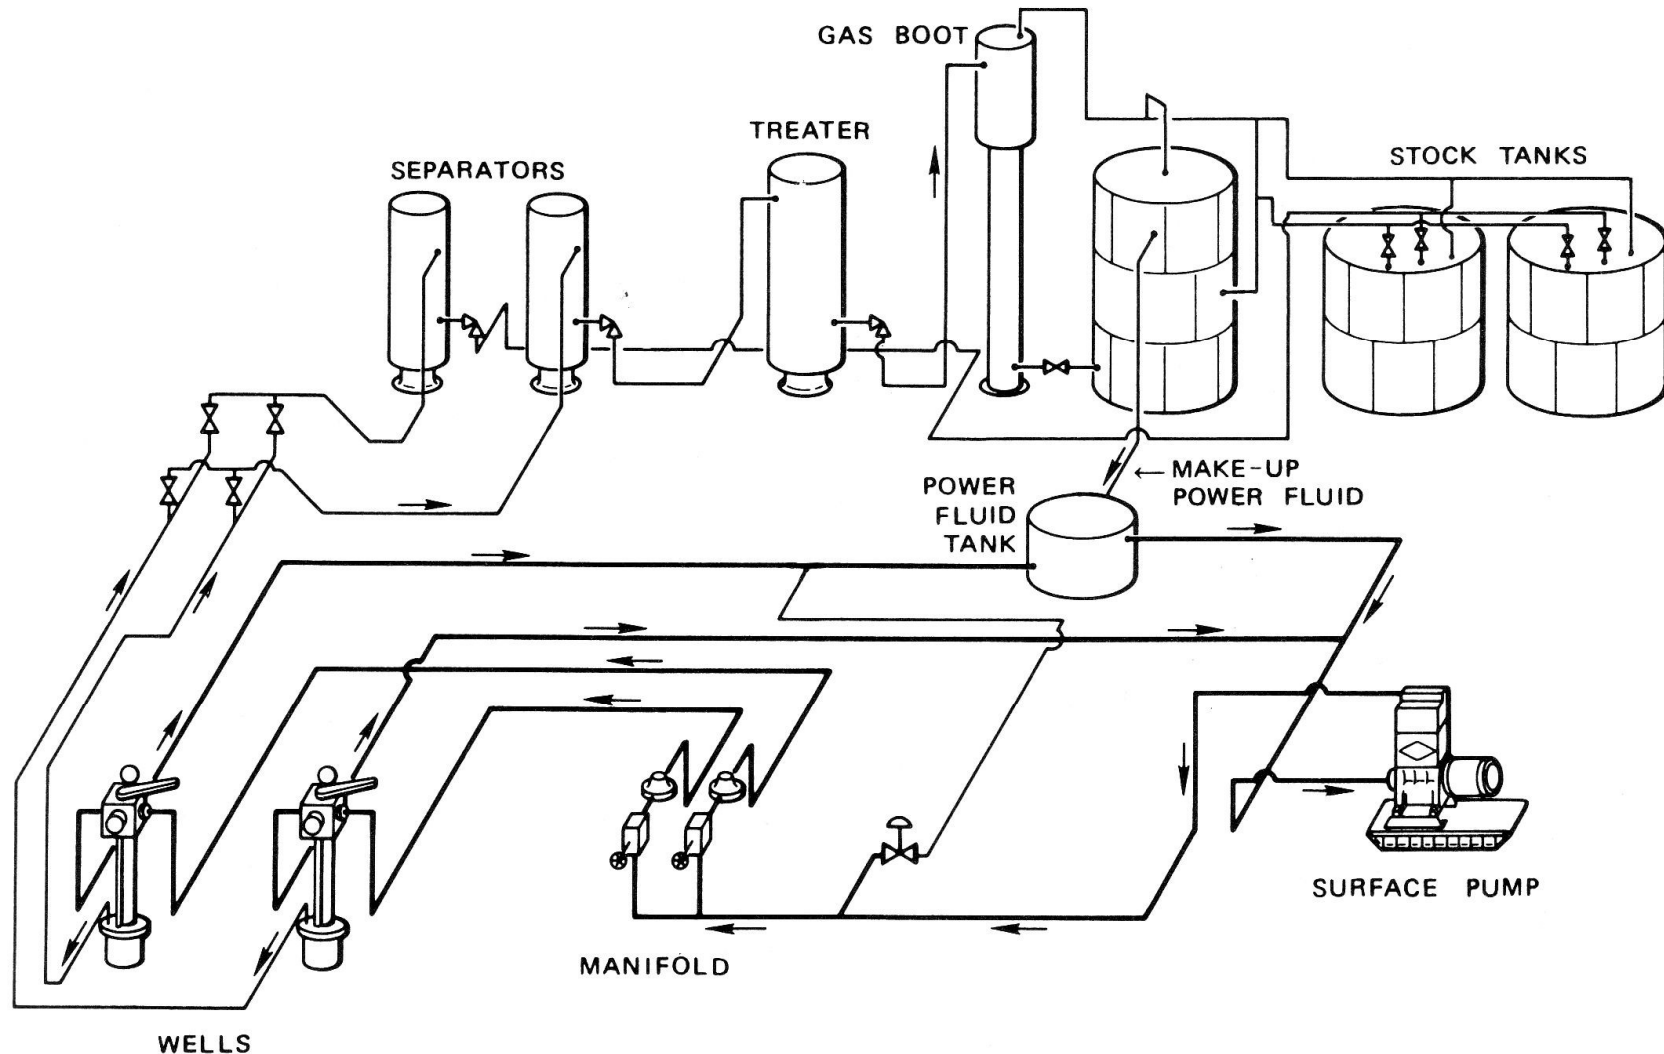 GAS BOOT
TREATER
SEPARATORS
STOCK TANKS
MAKE-UP
POWER FLUID
POWER
FLUID
TANK
SURFACE PUMP
MANIFOLD
WELLS